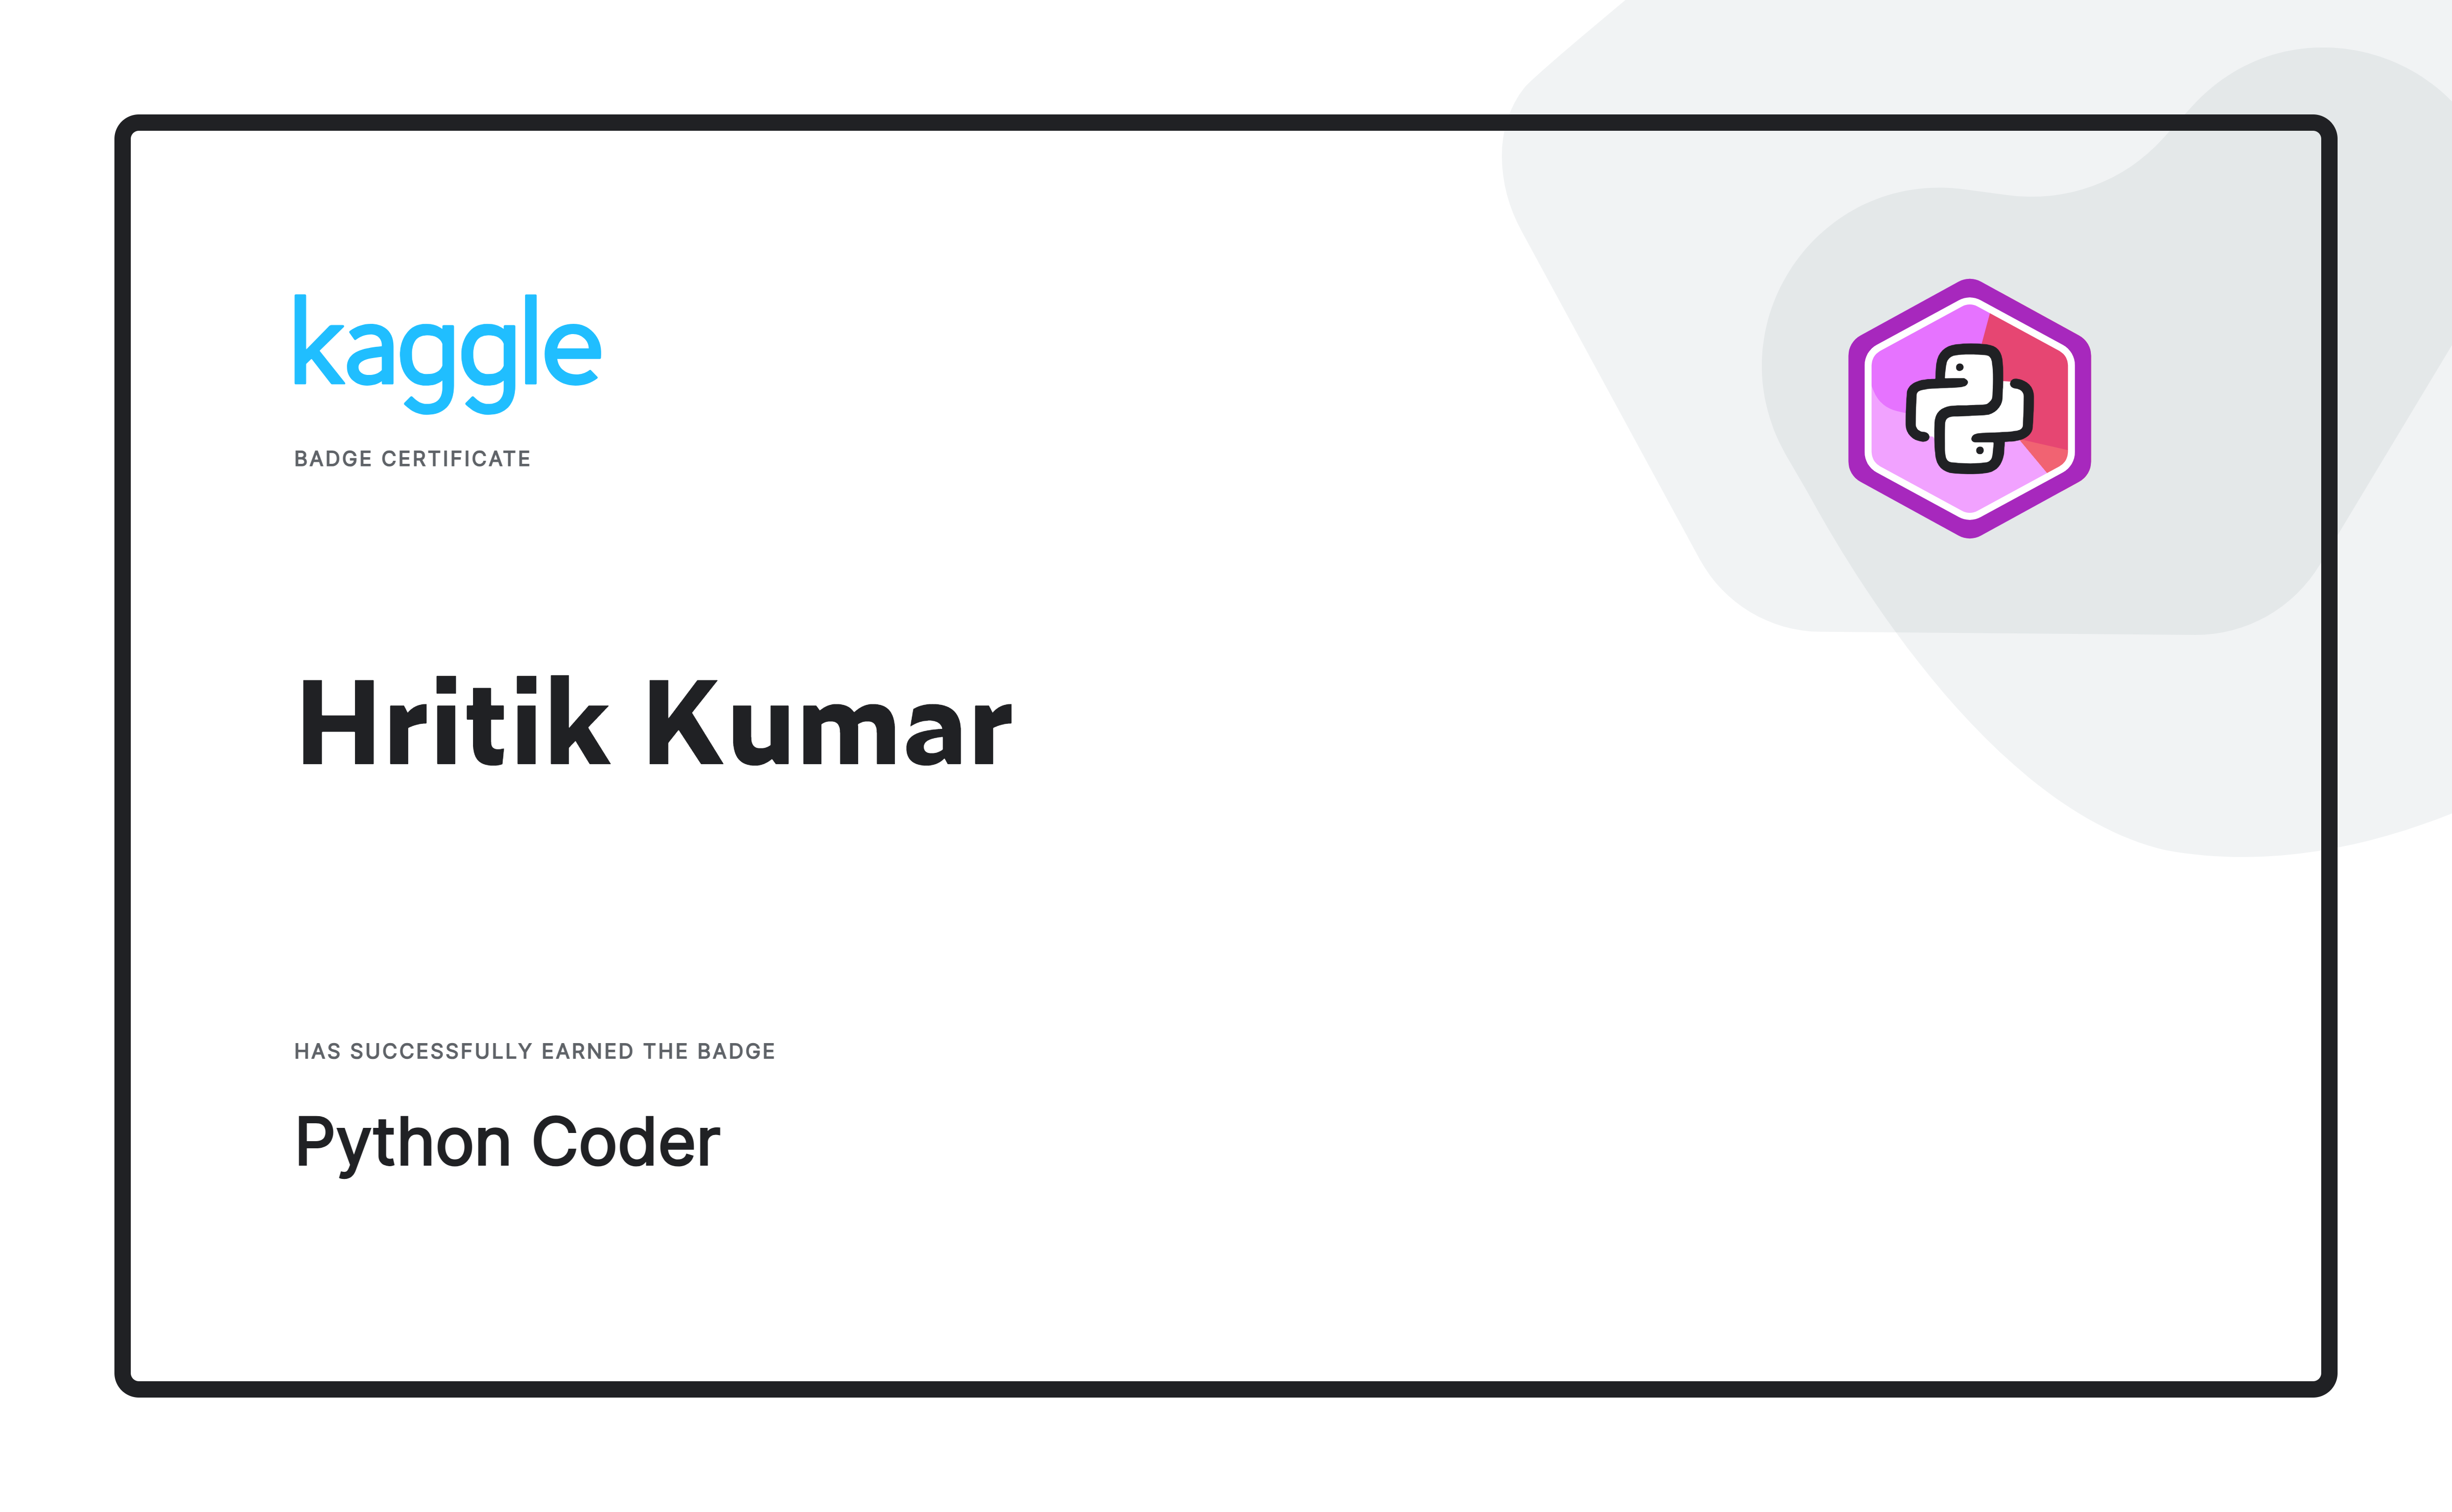 kaggle
BADGE CERTIFICATE
Hritik Kumar
HAS SUCCESSFULLY EARNED THE BADGE
Python Coder